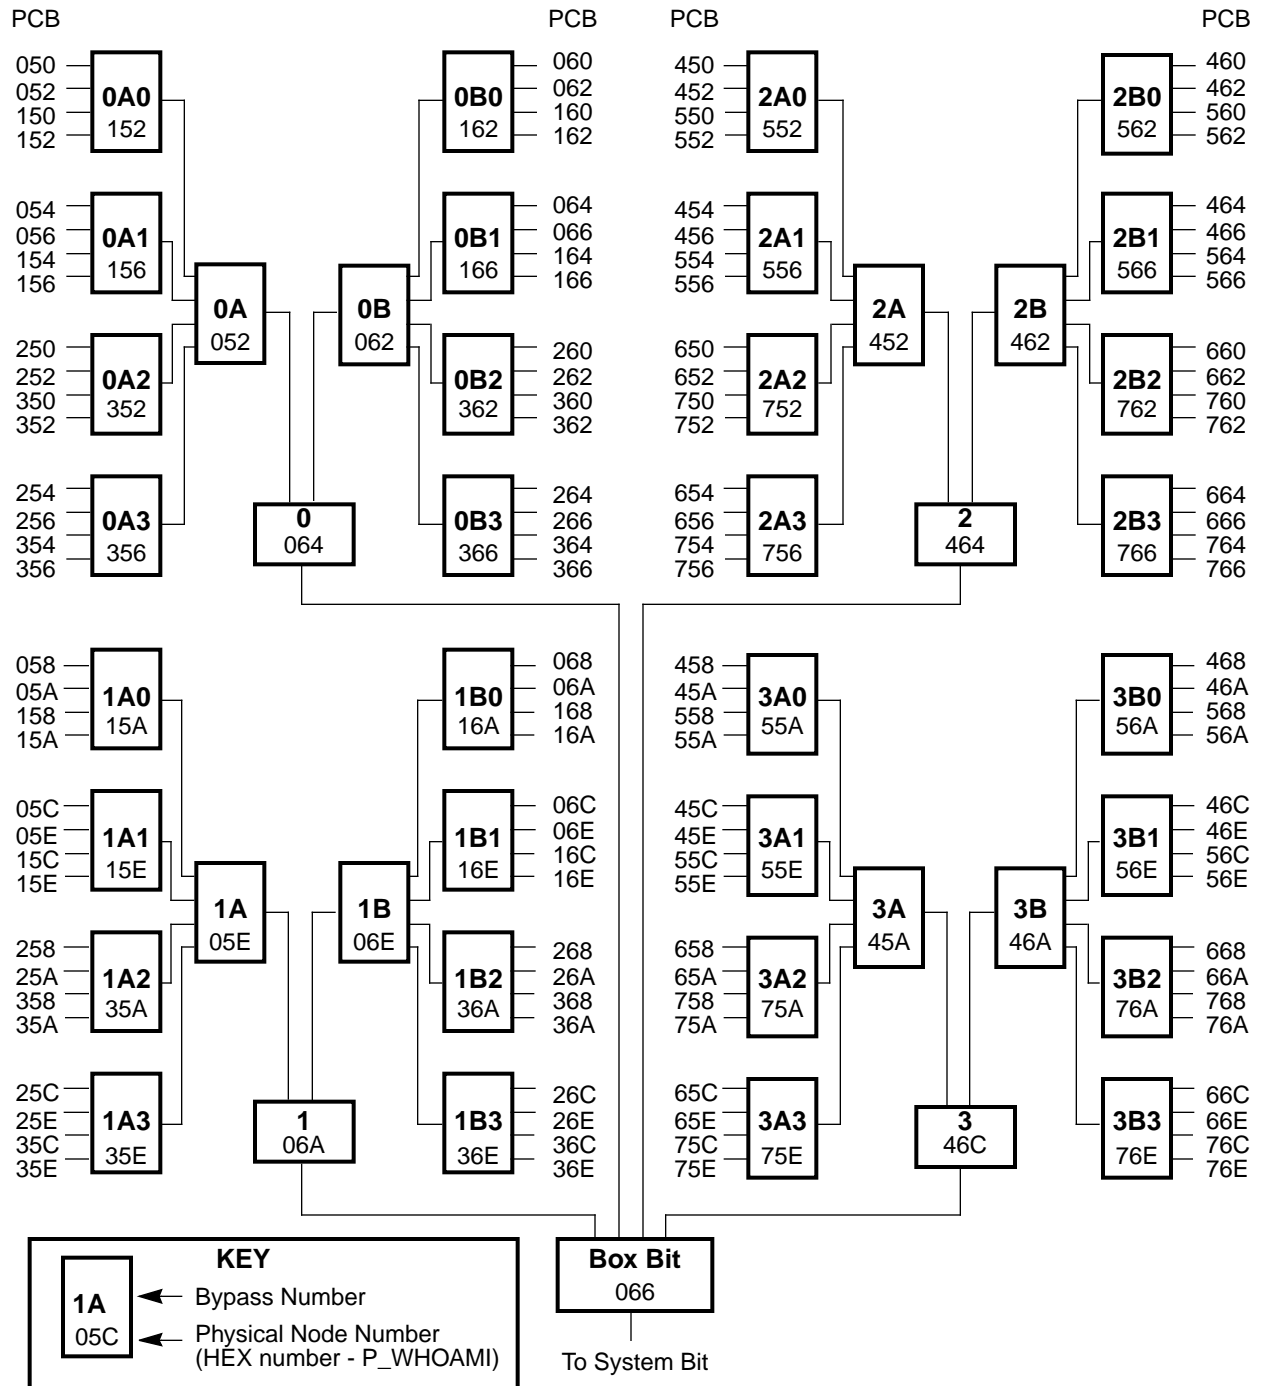 PCB
PCB
PCB
PCB
050
052
150
152
0A0
152
0B0
162
060
062
160
162
450
452
550
552
2A0
552
2B0
562
460
462
560
562
054
056
154
156
0A1
156
0B1
166
064
066
164
166
454
456
554
556
2A1
556
2B1
566
464
466
564
566
0A
052
0B
062
2A
452
2B
462
250
252
350
352
0A2
352
0B2
362
260
262
360
362
650
652
750
752
2A2
752
2B2
762
660
662
760
762
254
256
354
356
0A3
356
0
064
0B3
366
264
266
364
366
654
656
754
756
2A3
756
2
464
2B3
766
664
666
764
766
058
05A
158
15A
1A0
15A
1B0
16A
068
06A
168
16A
458
45A
558
55A
3A0
55A
3B0
56A
468
46A
568
56A
05C
05E
15C
15E
1A1
15E
1B1
16E
06C
06E
16C
16E
45C
45E
55C
55E
3A1
55E
3B1
56E
46C
46E
56C
56E
1A
05E
1B
06E
3A
45A
3B
46A
258
25A
358
35A
1A2
35A
1B2
36A
268
26A
368
36A
658
65A
758
75A
3A2
75A
3B2
76A
668
66A
768
76A
25C
25E
35C
35E
1A3
35E
1
06A
1B3
36E
26C
26E
36C
36E
65C
65E
75C
75E
3A3
75E
3
46C
3B3
76E
66C
66E
76C
76E
KEY
1A
05C
Bypass Number
Physical Node Number
(HEX number - P_WHOAMI)
Box Bit
066
To System Bit